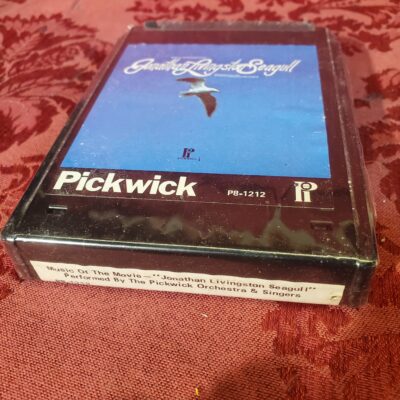 Jonathan Livingston Seagull
Pickwick
P8-1212
Music Of The Movie—"Jonathan Livingston Seagull"
Performed By The Pickwick Orchestra & Singers